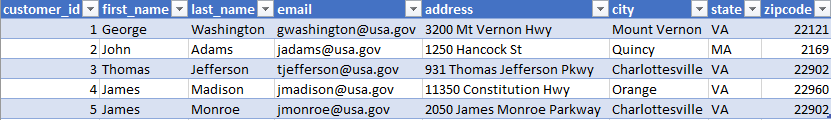 customer_id first_name last_name email address city state zipcode
1 George Washington gwashington@usa.gov 3200 Mt Vernon Hwy Mount Vernon VA 22121
2 John Adams jadams@usa.gov 1250 Hancock St Quincy MA 2169
3 Thomas Jefferson tjefferson@usa.gov 931 Thomas Jefferson Pkwy Charlottesville VA 22902
4 James Madison jmadison@usa.gov 11350 Constitution Hwy Orange VA 22960
5 James Monroe jmonroe@usa.gov 2050 James Monroe Parkway Charlottesville VA 22902